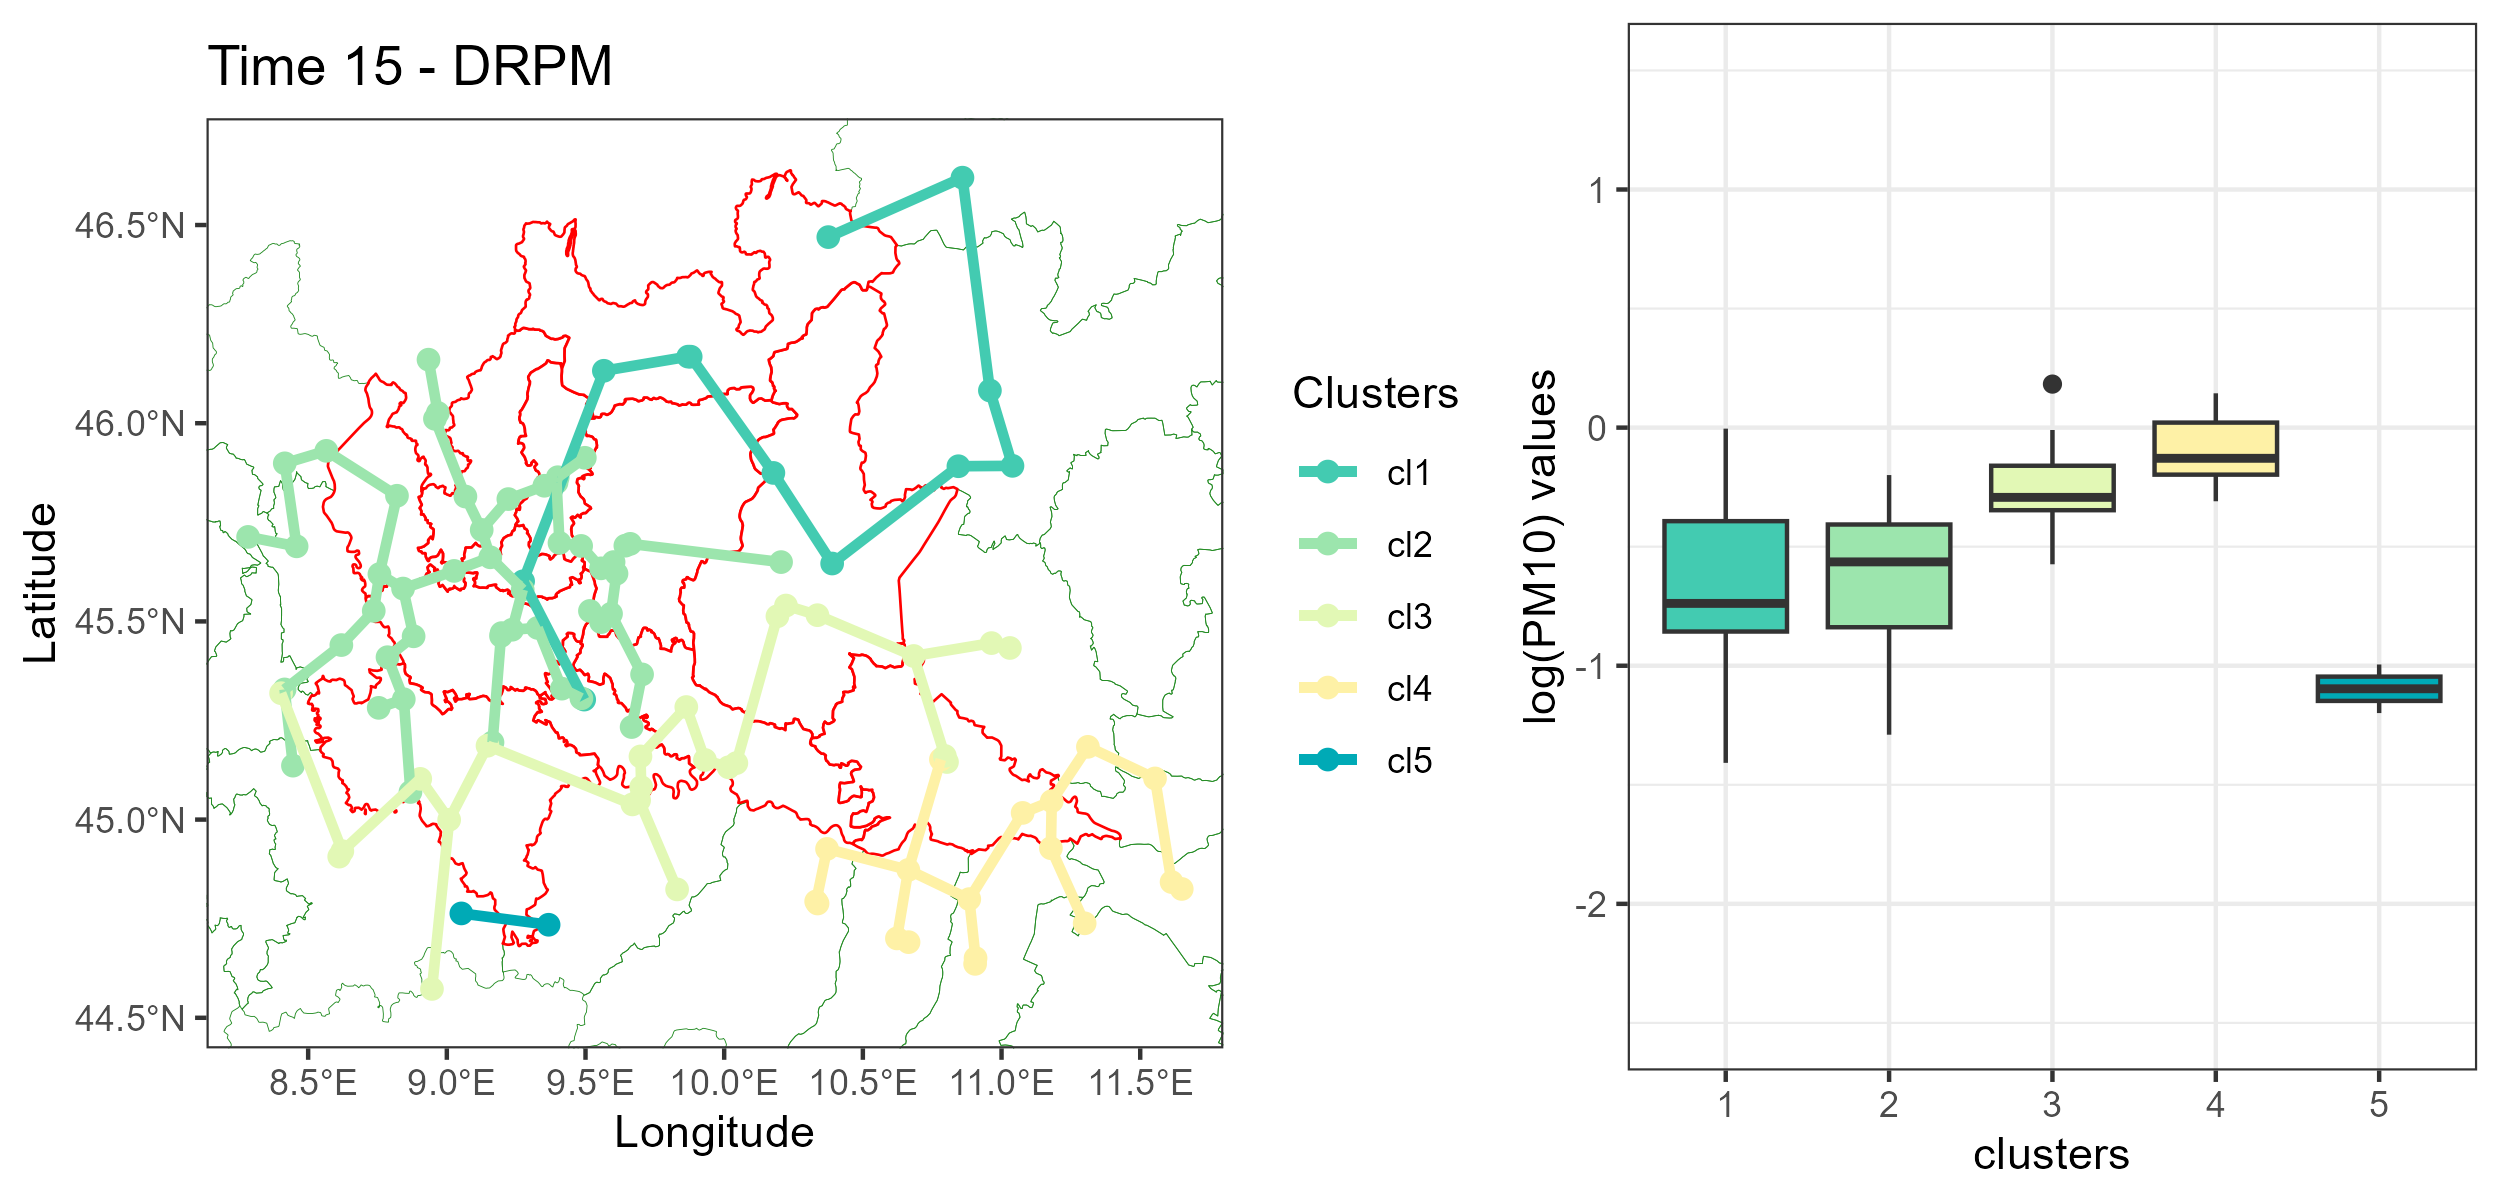 Time 15 - DRPM
Latitude
46.5°N
46.0°N
45.5°N
45.0°N
44.5°N
8.5°E 9.0°E 9.5°E 10.0°E 10.5°E 11.0°E 11.5°E
Longitude
Clusters
cl1
cl2
cl3
cl4
cl5
log(PM10) values
1
0
-1
-2
1 2 3 4 5
clusters